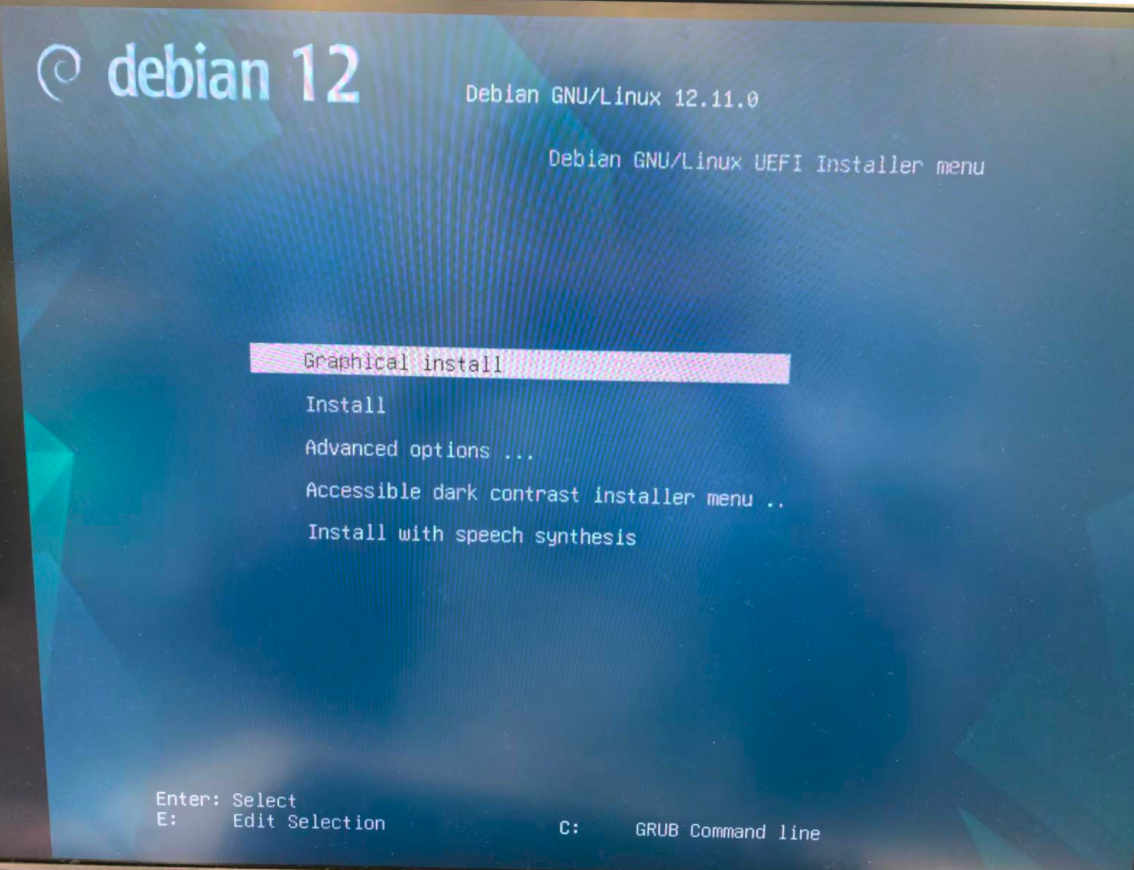 debian 12
Debian GNU/Linux 12.11.0
Debian GNU/Linux UEFI Installer menu
Graphical install
Install
Advanced options ...
Accessible dark contrast installer menu ..
Install with speech synthesis
Enter: Select
E: Edit Selection
C: GRUB Command line